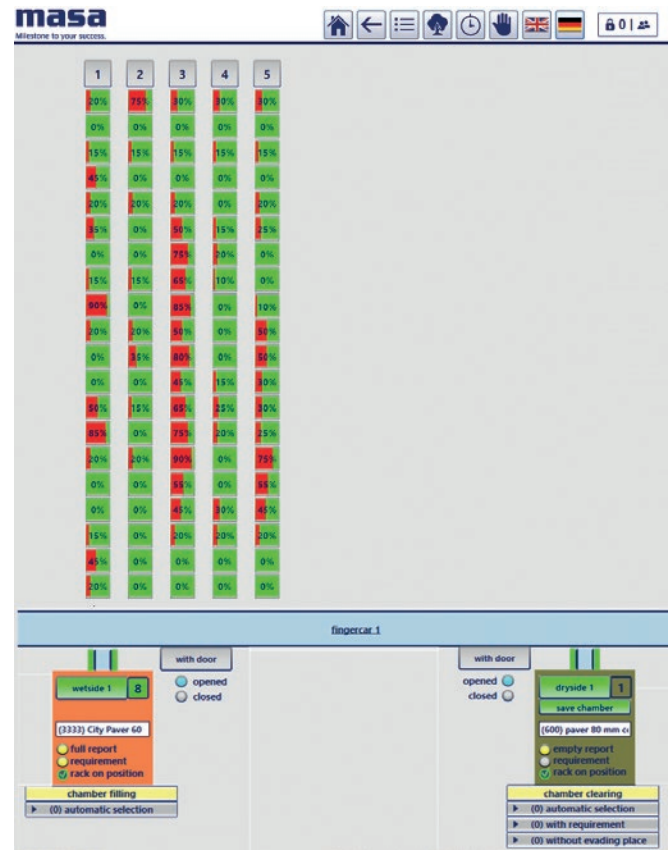 masa
Milestone to your success.
0
1 2 3 4 5
20% 75% 30% 30% 30%
0% 0% 0% 0% 0%
15% 15% 15% 15% 15%
45% 0% 0% 0% 0%
20% 20% 20% 0% 20%
35% 0% 50% 15% 25%
0% 0% 75% 20% 0%
15% 15% 65% 10% 0%
90% 0% 85% 0% 10%
20% 20% 50% 0% 50%
0% 35% 80% 0% 50%
0% 0% 45% 15% 30%
50% 15% 65% 25% 30%
85% 0% 75% 20% 25%
20% 20% 90% 0% 75%
0% 0% 55% 0% 55%
0% 0% 45% 30% 45%
15% 0% 20% 20% 20%
45% 0% 0% 0% 0%
20% 0% 0% 0% 0%
fingercar 1
with door
opened
closed
wetside 1 8
(3333) City Paver 60
full report
requirement
rack on position
chamber filling
(0) automatic selection
with door
opened
closed
dryside 1 1
save chamber
(600) paver 80 mm
empty report
requirement
rack on position
chamber clearing
(0) automatic selection
(0) with requirement
(0) without evading place